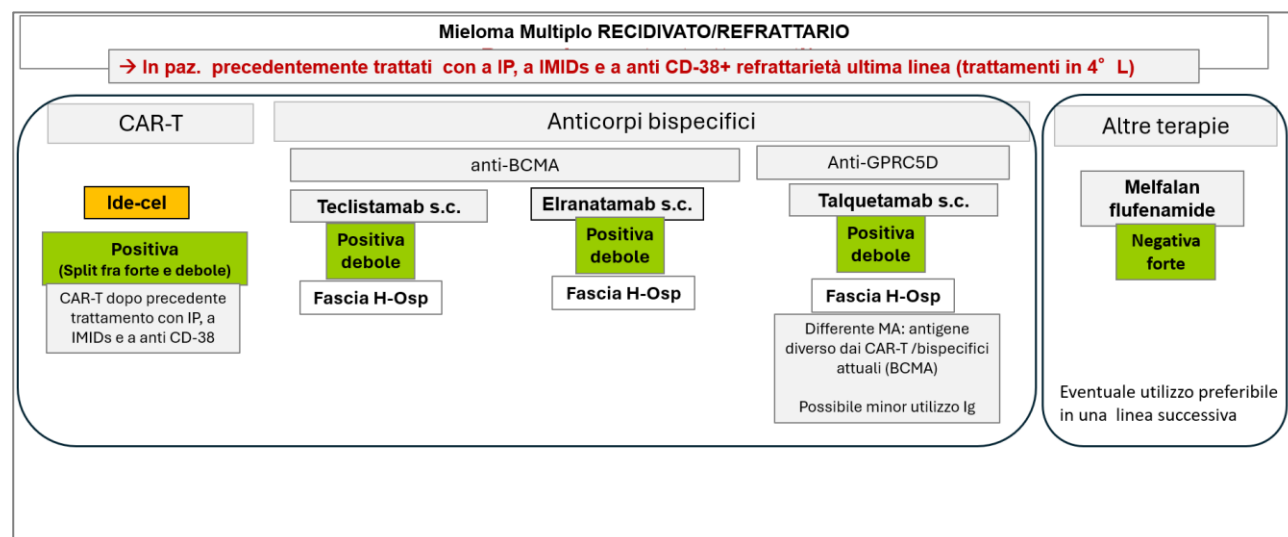 Mieloma Multiplo RECIDIVATO/REFRATTARIO
→ In paz. precedentemente trattati con a IP, a IMIDs e a anti CD-38+ refrattarietà ultima linea (trattamenti in 4° L)
CAR-T
Anticorpi bispecifici
Altre terapie
anti-BCMA
Anti-GPRC5D
Ide-cel
Teclistamab s.c.
Elranatamab s.c.
Talquetamab s.c.
Melfalan
flufenamide
Positiva
(Split fra forte e debole)
Positiva
debole
Positiva
debole
Positiva
debole
Negativa
forte
CAR-T dopo precedente
trattamento con IP, a
IMIDs e a anti CD-38
Fascia H-Osp
Fascia H-Osp
Fascia H-Osp
Differente MA: antigene
diverso dai CAR-T /bispecifici
attuali (BCMA)
Possibile minor utilizzo Ig
Eventuale utilizzo preferibile
in una linea successiva